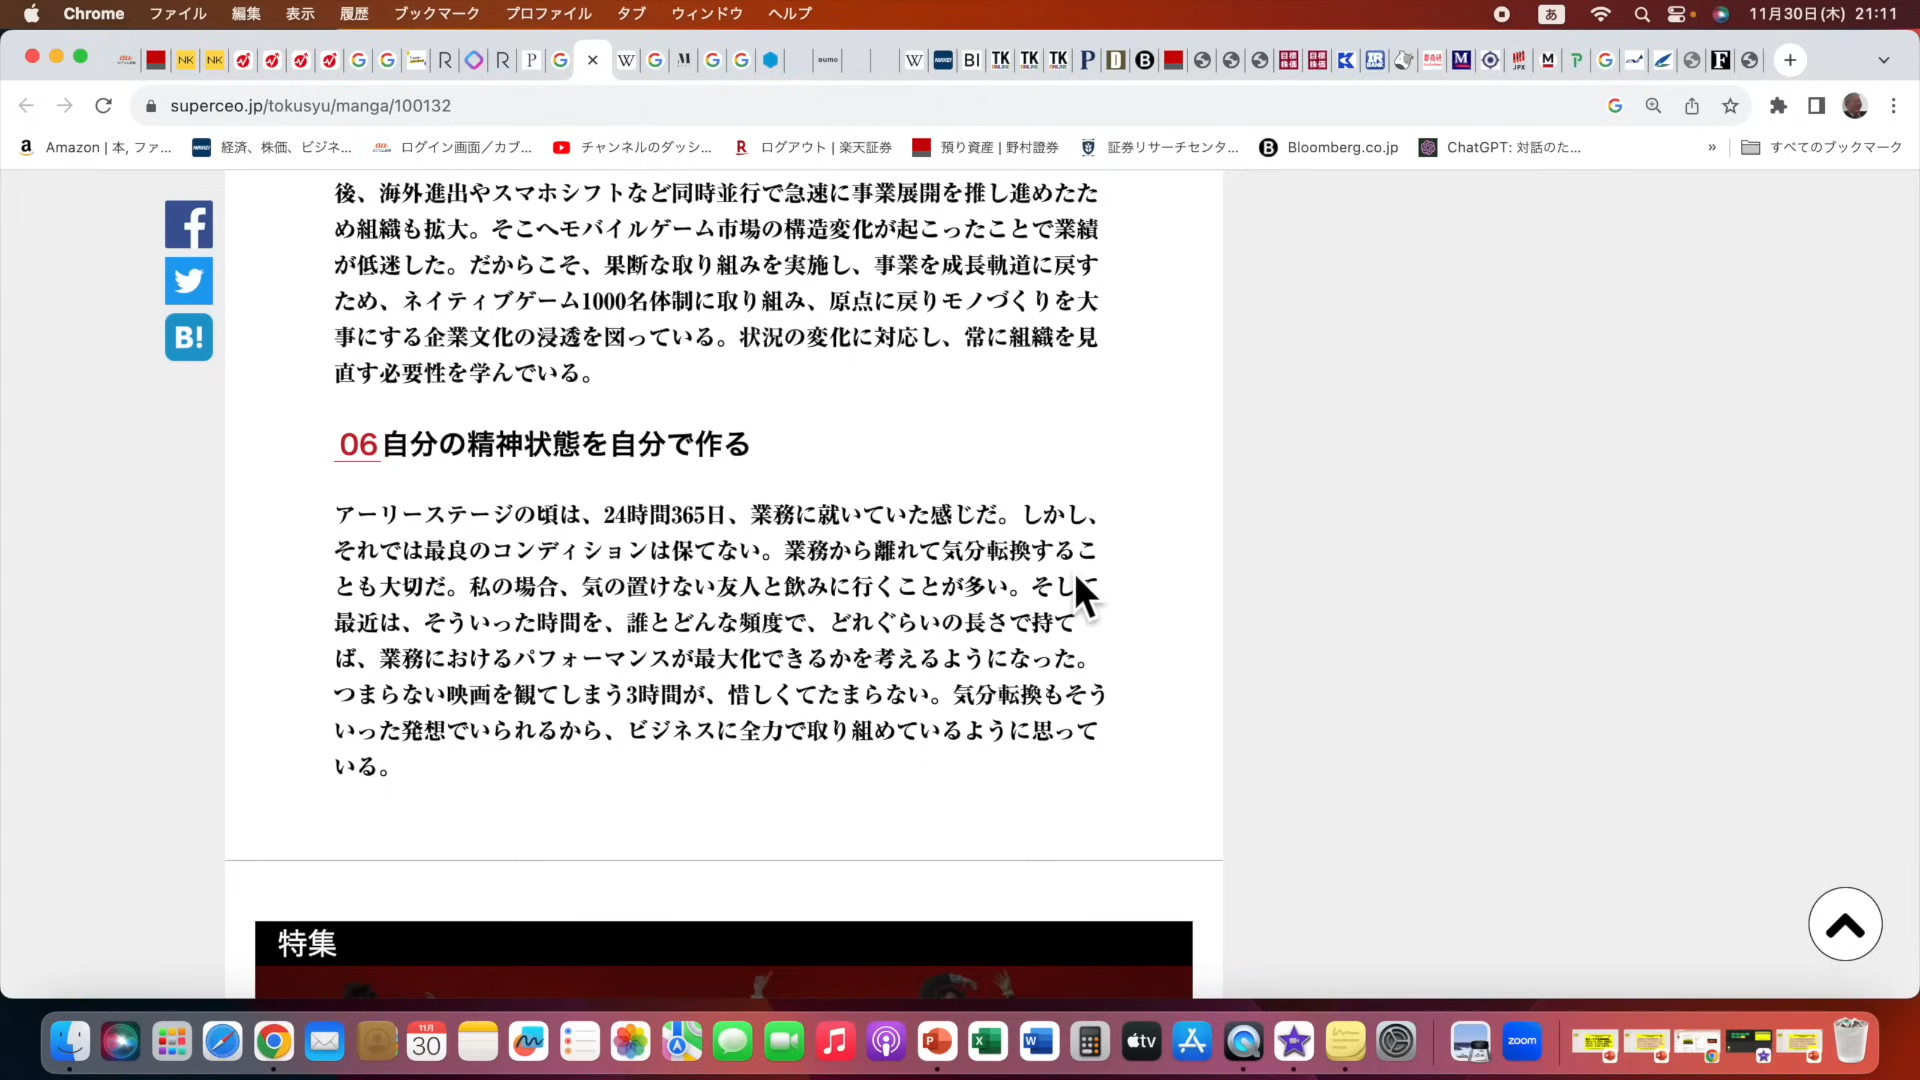 Chrome ファイル 編集 表示 履歴 ブックマーク プロファイル タブ ウィンドウ ヘルプ あ 11月30日(木) 21:11
superceo.jp/tokusyu/manga/100132
Amazon | 本, ファ... 経済、株価、ビジネ... ログイン画面／カブ... チャンネルのダッシ... ログアウト | 楽天証券 預り資産 | 野村證券 証券リサーチセンタ... Bloomberg.co.jp ChatGPT: 対話のた... » すべてのブックマーク
後、海外進出やスマホシフトなど同時並行で急速に事業展開を推し進めたた
め組織も拡大。そこへモバイルゲーム市場の構造変化が起こったことで業績
が低迷した。だからこそ、果断な取り組みを実施し、事業を成長軌道に戻す
ため、ネイティブゲーム1000名体制に取り組み、原点に戻りモノづくりを大
事にする企業文化の浸透を図っている。状況の変化に対応し、常に組織を見
直す必要性を学んでいる。
B!
06 自分の精神状態を自分で作る
アーリーステージの頃は、24時間365日、業務に就いていた感じだ。しかし、
それでは最良のコンディションは保てない。業務から離れて気分転換するこ
とも大切だ。私の場合、気の置けない友人と飲みに行くことが多い。そして
最近は、そういった時間を、誰とどんな頻度で、どれぐらいの長さで持て
ば、業務におけるパフォーマンスが最大化できるかを考えるようになった。
つまらない映画を観てしまう3時間が、惜しくてたまらない。気分転換もそう
いった発想でいられるから、ビジネスに全力で取り組めているように思って
いる。
特集
11月
30
tv
zoom